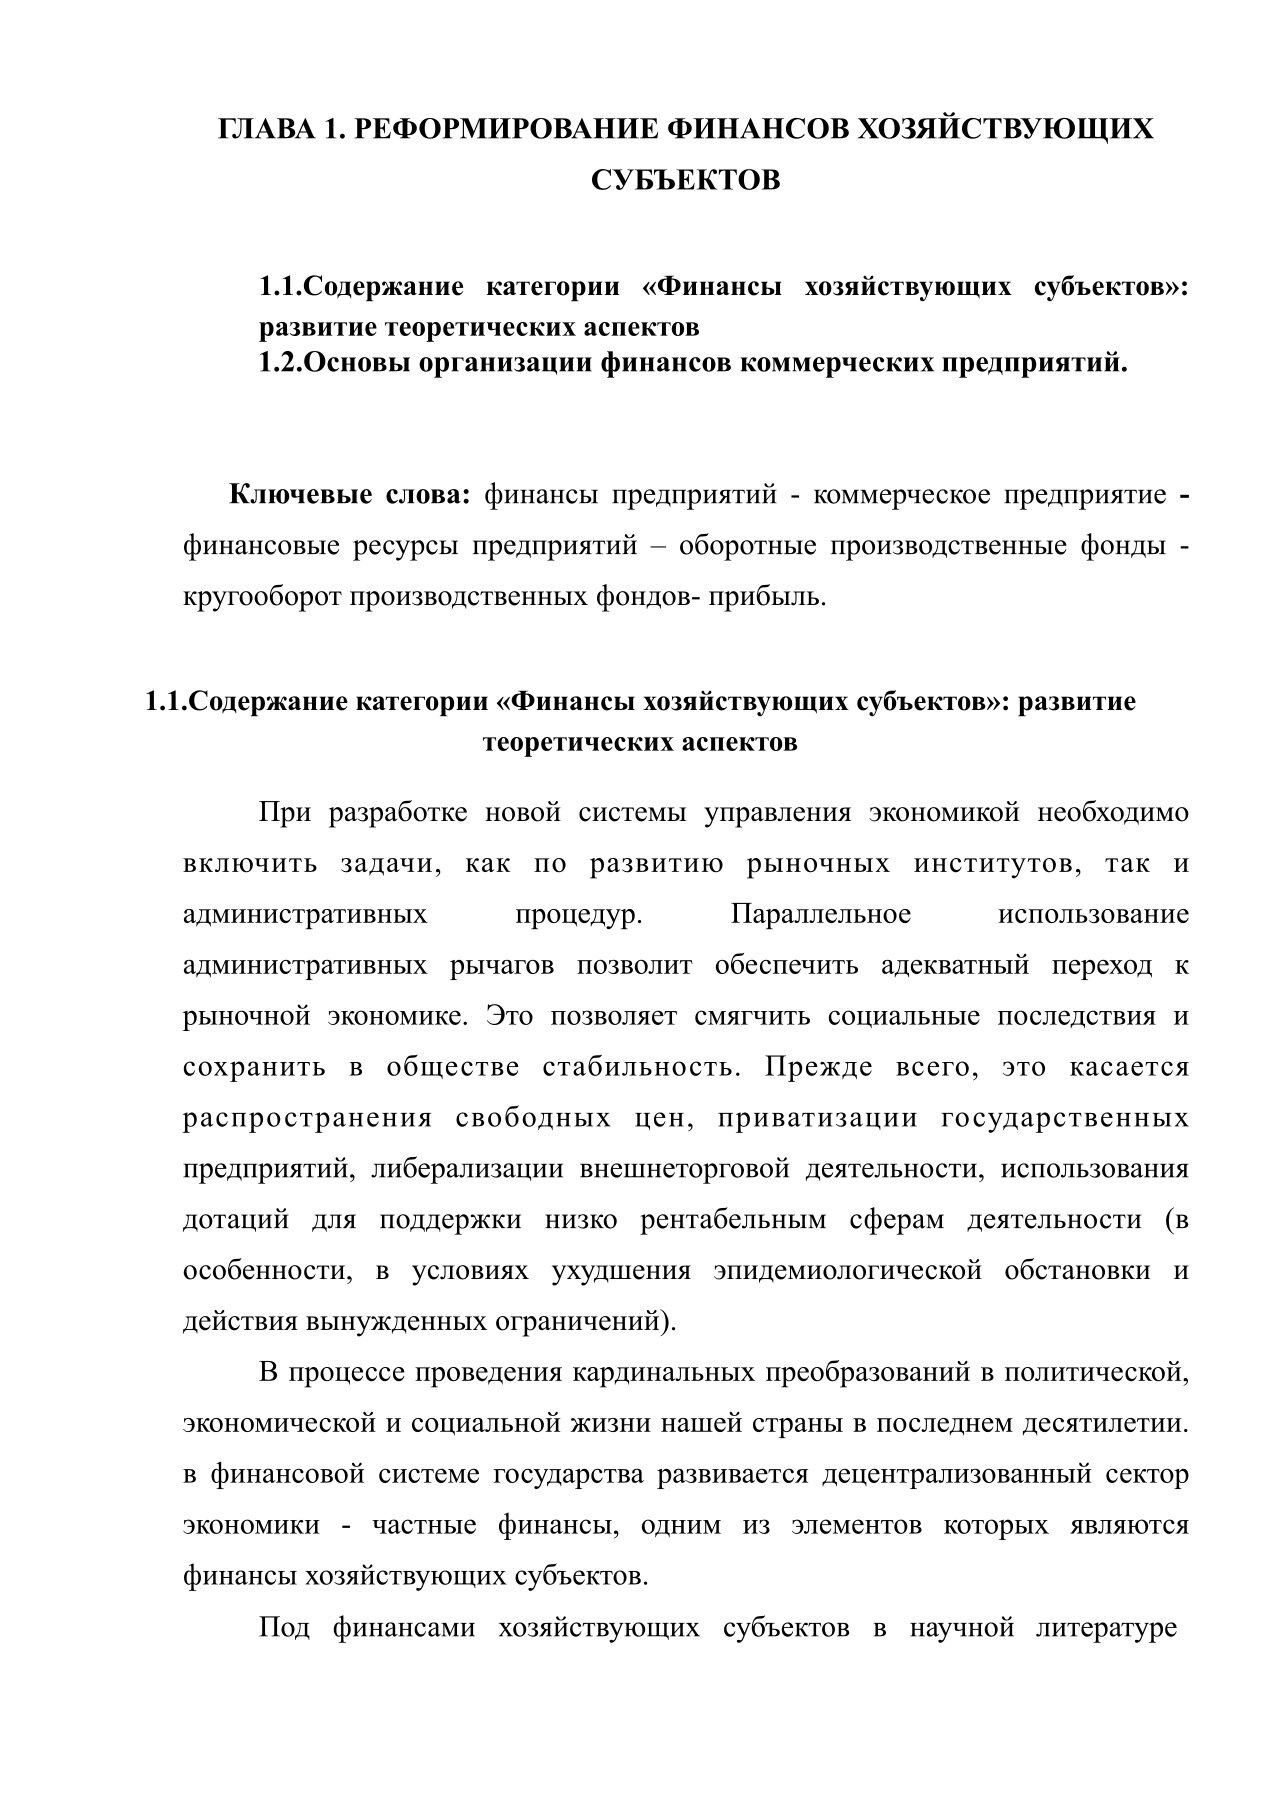 ГЛАВА 1. РЕФОРМИРОВАНИЕ ФИНАНСОВ ХОЗЯЙСТВУЮЩИХ
СУБЪЕКТОВ
1.1.Содержание категории «Финансы хозяйствующих субъектов»:
развитие теоретических аспектов
1.2.Основы организации финансов коммерческих предприятий.
Ключевые слова: финансы предприятий - коммерческое предприятие -
финансовые ресурсы предприятий – оборотные производственные фонды -
кругооборот производственных фондов- прибыль.
1.1.Содержание категории «Финансы хозяйствующих субъектов»: развитие
теоретических аспектов
При разработке новой системы управления экономикой необходимо
включить задачи, как по развитию рыночных институтов, так и
административных процедур. Параллельное использование
административных рычагов позволит обеспечить адекватный переход к
рыночной экономике. Это позволяет смягчить социальные последствия и
сохранить в обществе стабильность. Прежде всего, это касается
распространения свободных цен, приватизации государственных
предприятий, либерализации внешнеторговой деятельности, использования
дотаций для поддержки низко рентабельным сферам деятельности (в
особенности, в условиях ухудшения эпидемиологической обстановки и
действия вынужденных ограничений).
В процессе проведения кардинальных преобразований в политической,
экономической и социальной жизни нашей страны в последнем десятилетии.
в финансовой системе государства развивается децентрализованный сектор
экономики - частные финансы, одним из элементов которых являются
финансы хозяйствующих субъектов.
Под финансами хозяйствующих субъектов в научной литературе